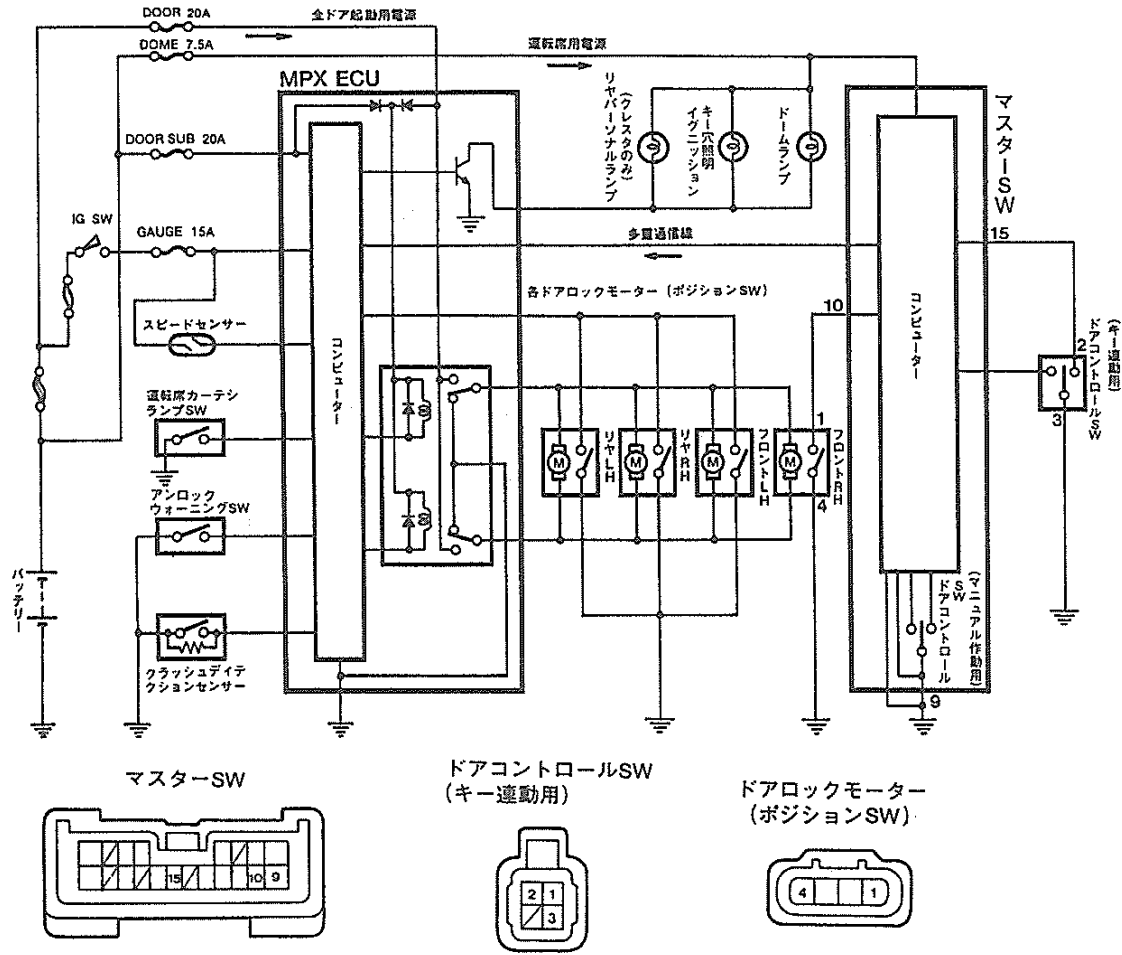 DOOR 20A
全ドア起動用電源
DOME 7.5A
運転席用電源
MPX ECU
DOOR SUB 20A
リヤパーソナルランプ
(クレスタのみ)
キー穴照明
イグニッション
ドームランプ
マスターSW
IG SW
GAUGE 15A
多重通信線
15
各ドアロックモーター (ポジションSW)
10
スピードセンサー
コンピューター
コンピューター
2
3
ドアコントロールSW
(キー連動用)
運転席カーテシ
ランプSW
1
M
リヤLH
M
リヤRH
M
フロントLH
M
フロントRH
4
アンロック
ウォーニングSW
バッテリー
クラッシュディテ
クションセンサー
ドアコントロール
SW
(マニュアル作動用)
9
マスターSW
15
10
9
ドアコントロールSW
(キー連動用)
2
1
3
ドアロックモーター
(ポジションSW)
4
1